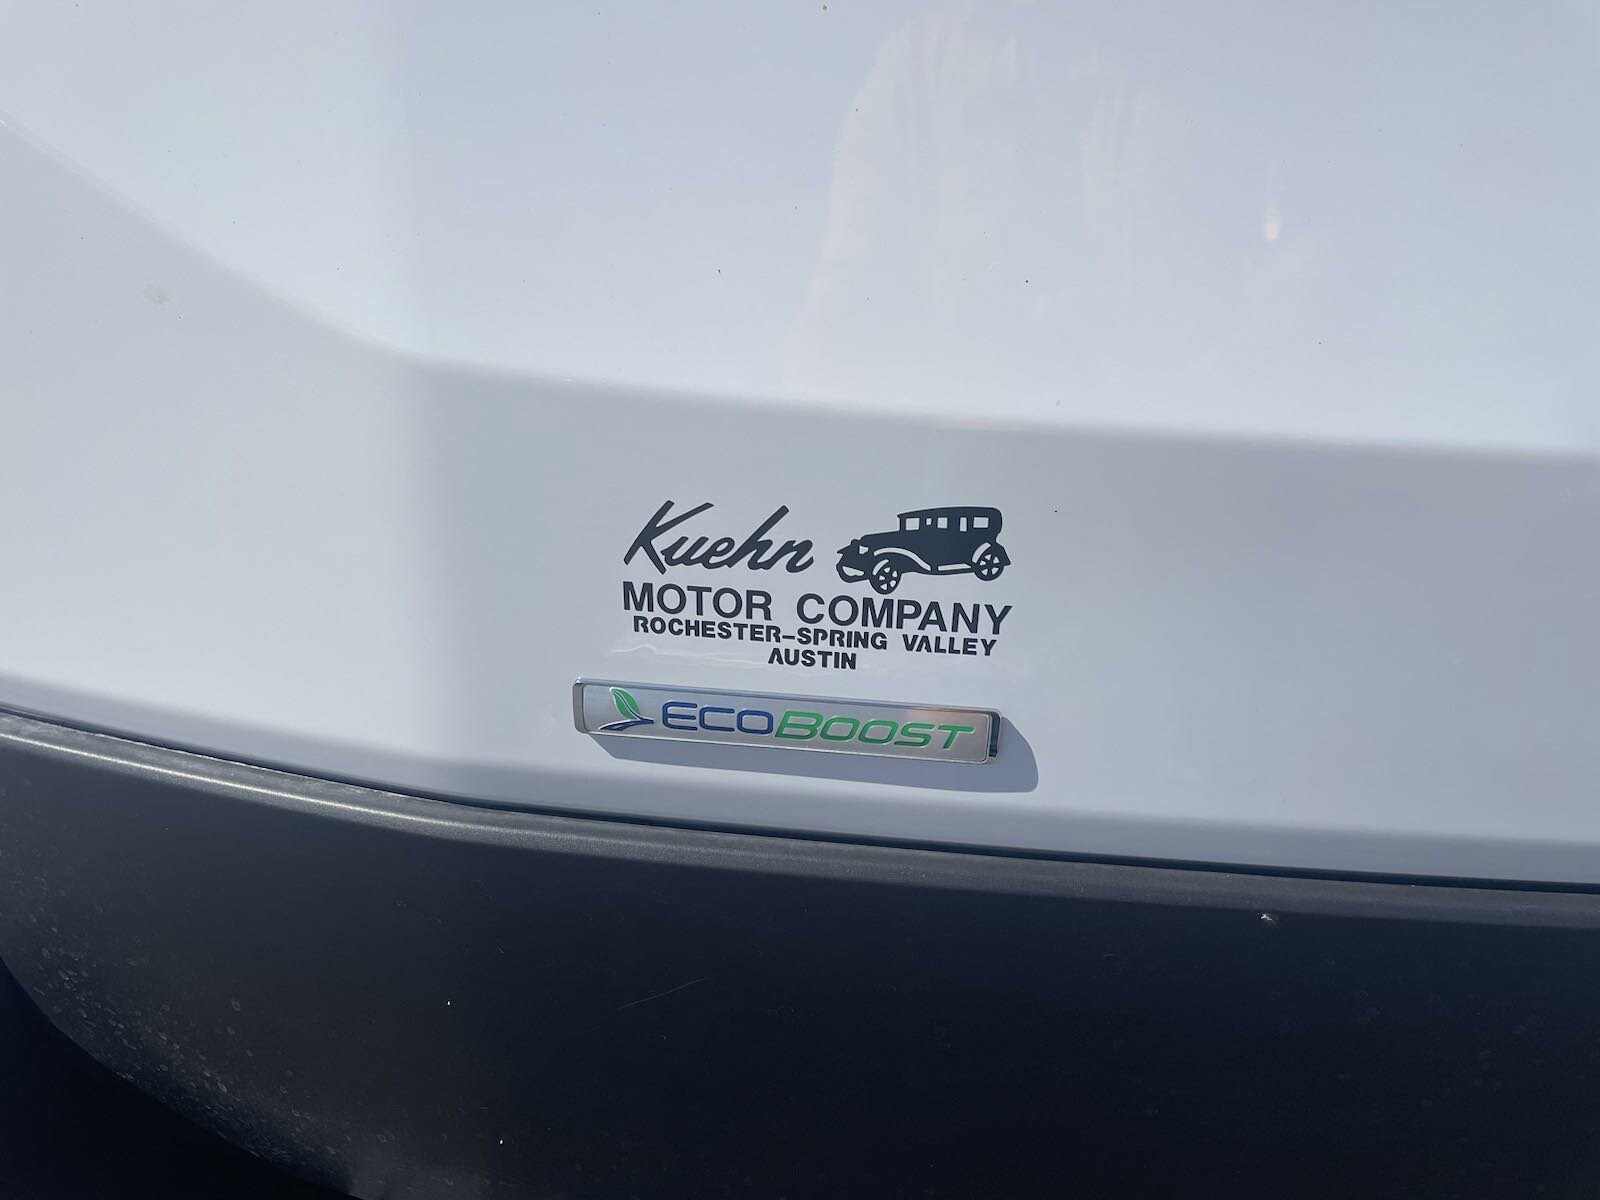 Kuehn
MOTOR COMPANY
ROCHESTER-SPRING VALLEY
AUSTIN
ECOBOOST